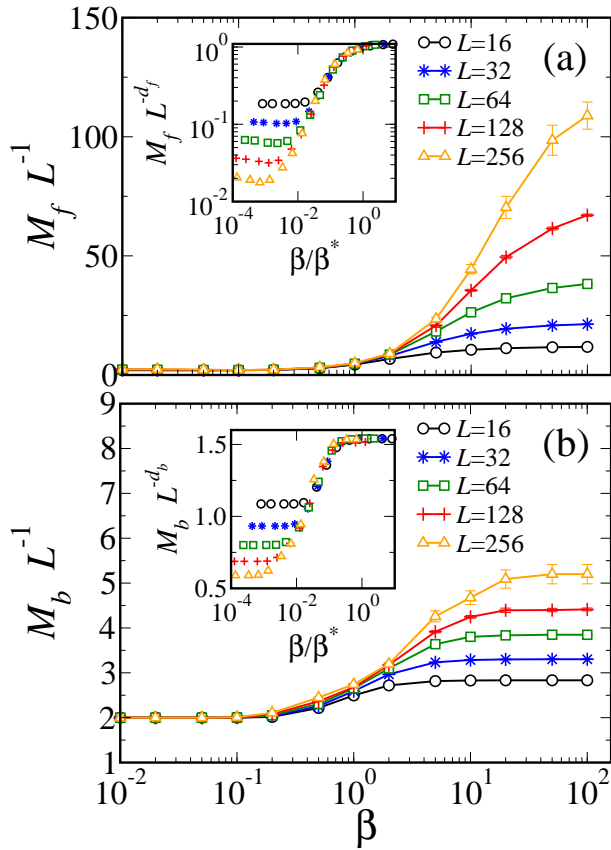 (a)
M_f L^{-1}
150
100
50
0
L=16
L=32
L=64
L=128
L=256
M_f L^{-d_f}
10^0
10^{-1}
10^{-2}
10^{-4} 10^{-2} 10^0
β/β^*
(b)
M_b L^{-1}
9
8
7
6
5
4
3
2
1
L=16
L=32
L=64
L=128
L=256
M_b L^{-d_b}
1.5
1.0
0.5
10^{-4} 10^{-2} 10^0
β/β^*
10^{-2} 10^{-1} 10^0 10^1 10^2
β